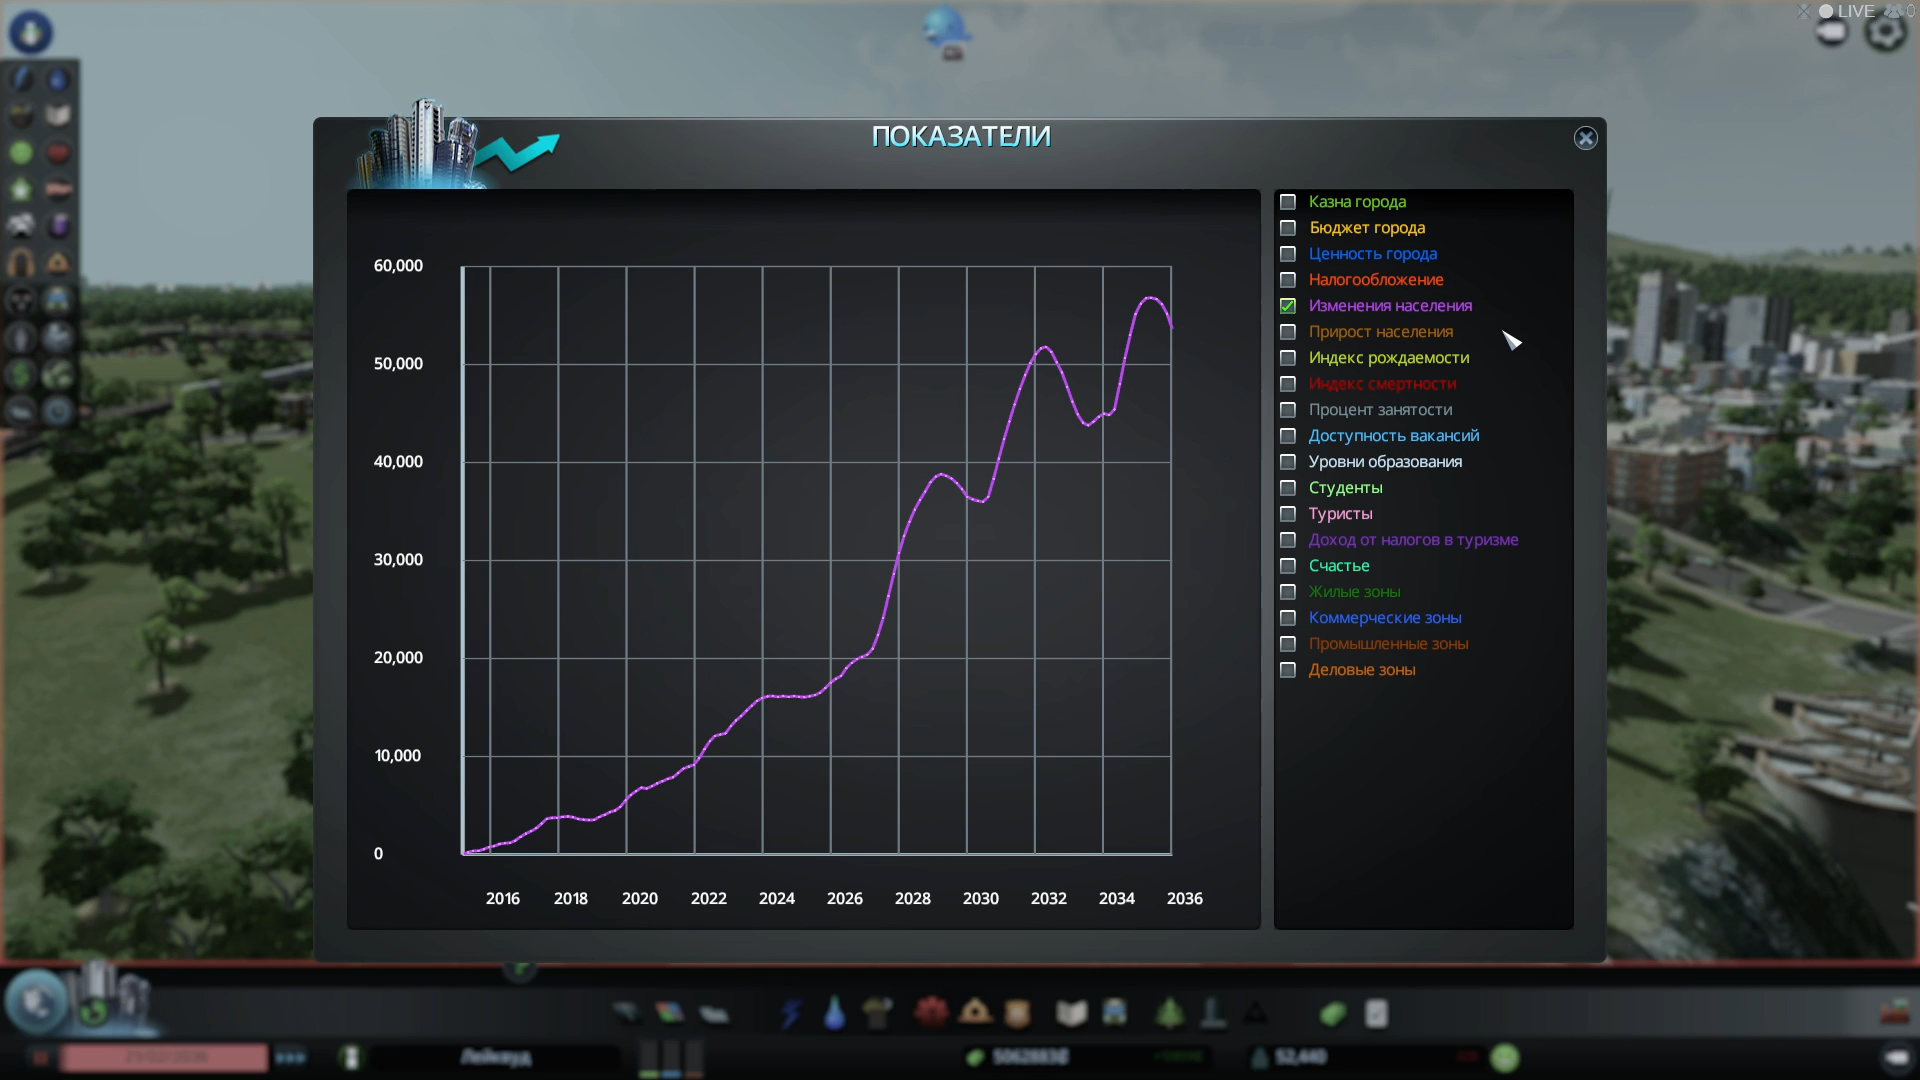 LIVE 0
ПОКАЗАТЕЛИ
60,000
50,000
40,000
30,000
20,000
10,000
0
2016 2018 2020 2022 2024 2026 2028 2030 2032 2034 2036
Казна города
Бюджет города
Ценность города
Налогообложение
Изменения населения
Прирост населения
Индекс рождаемости
Индекс смертности
Процент занятости
Доступность вакансий
Уровни образования
Студенты
Туристы
Доход от налогов в туризме
Счастье
Жилые зоны
Коммерческие зоны
Промышленные зоны
Деловые зоны
Лейквуд 5062883₡ 52,440